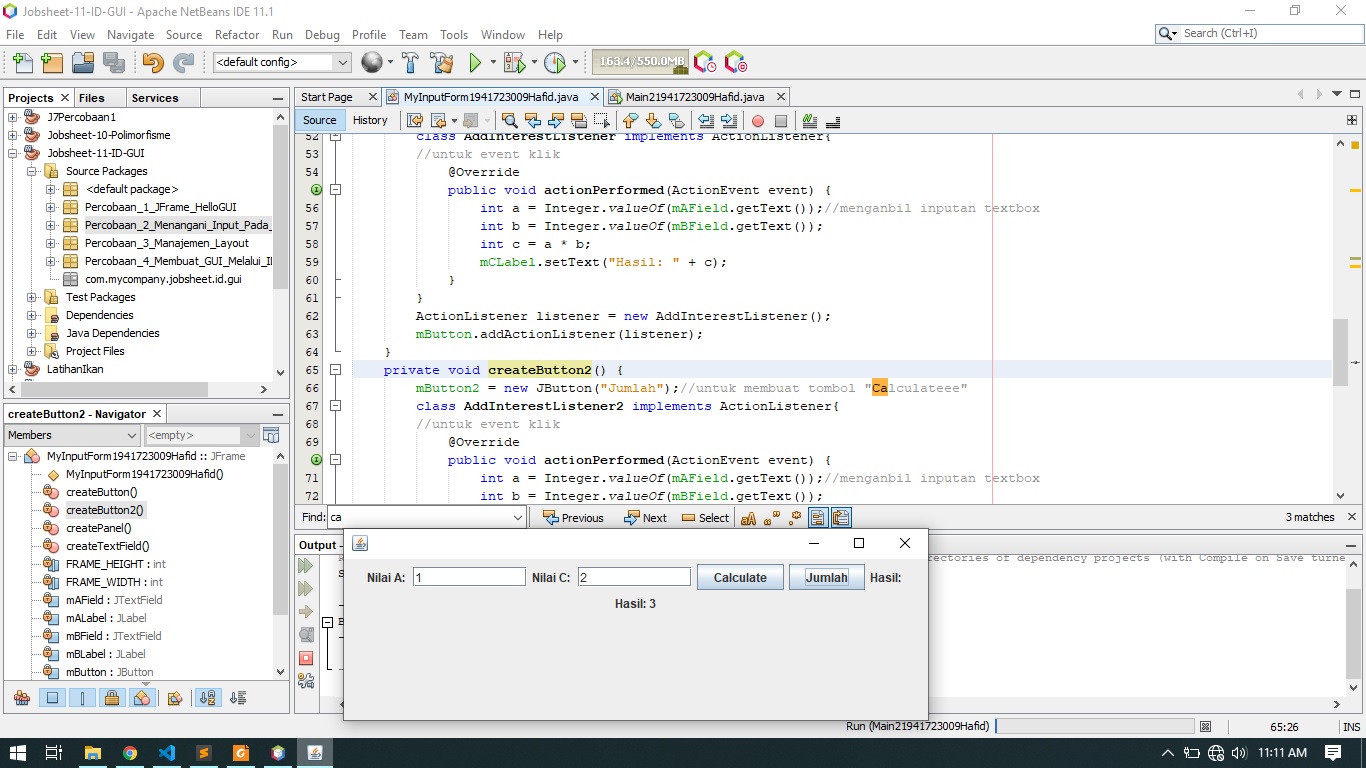 Jobsheet-11-ID-GUI - Apache NetBeans IDE 11.1
File Edit View Navigate Source Refactor Run Debug Profile Team Tools Window Help
Search (Ctrl+I)
<default config>
163.4/550.0MB
Projects Files Services
J7Percobaan1
Jobsheet-10-Polimorfisme
Jobsheet-11-ID-GUI
Source Packages
<default package>
Percobaan_1_JFrame_HelloGUI
Percobaan_2_Menangani_Input_Pada_
Percobaan_3_Manajemen_Layout
Percobaan_4_Membuat_GUI_Melalui_I
com.mycompany.jobsheet.id.gui
Test Packages
Dependencies
Java Dependencies
Project Files
LatihanIkan
createButton2 - Navigator
Members <empty>
MyInputForm1941723009Hafid :: JFrame
MyInputForm1941723009Hafid()
createButton()
createButton2()
createPanel()
createTextField()
FRAME_HEIGHT : int
FRAME_WIDTH : int
mAField : JTextField
mALabel : JLabel
mBField : JTextField
mBLabel : JLabel
mButton : JButton
Start Page MyInputForm1941723009Hafid.java Main21941723009Hafid.java
Source History
52 class AddInterestListener implements ActionListener{
53 //untuk event klik
54 @Override
public void actionPerformed(ActionEvent event) {
56 int a = Integer.valueOf(mAField.getText());//menganbil inputan textbox
57 int b = Integer.valueOf(mBField.getText());
58 int c = a * b;
59 mCLabel.setText("Hasil: " + c);
60 }
61 }
62 ActionListener listener = new AddInterestListener();
63 mButton.addActionListener(listener);
64 }
65 private void createButton2() {
66 mButton2 = new JButton("Jumlah");//untuk membuat tombol "Calculateee"
67 class AddInterestListener2 implements ActionListener{
68 //untuk event klik
69 @Override
public void actionPerformed(ActionEvent event) {
71 int a = Integer.valueOf(mAField.getText());//menganbil inputan textbox
72 int b = Integer.valueOf(mBField.getText());
Find: ca Previous Next Select 3 matches
Output -
rectories of dependency projects (with Compile on Save turne
Nilai A: 1 Nilai C: 2 Calculate Jumlah Hasil:
Hasil: 3
Run (Main21941723009Hafid) 65:26 INS
11:11 AM